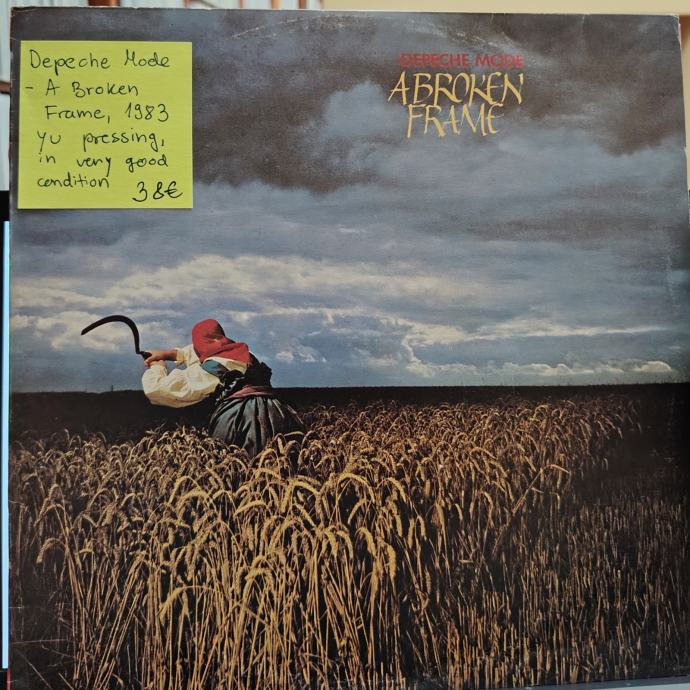 Depeche Mode
- A Broken
Frame, 1983
yu pressing,
in very good
condition 38€
DEPECHE MODE
A BROKEN
FRAME